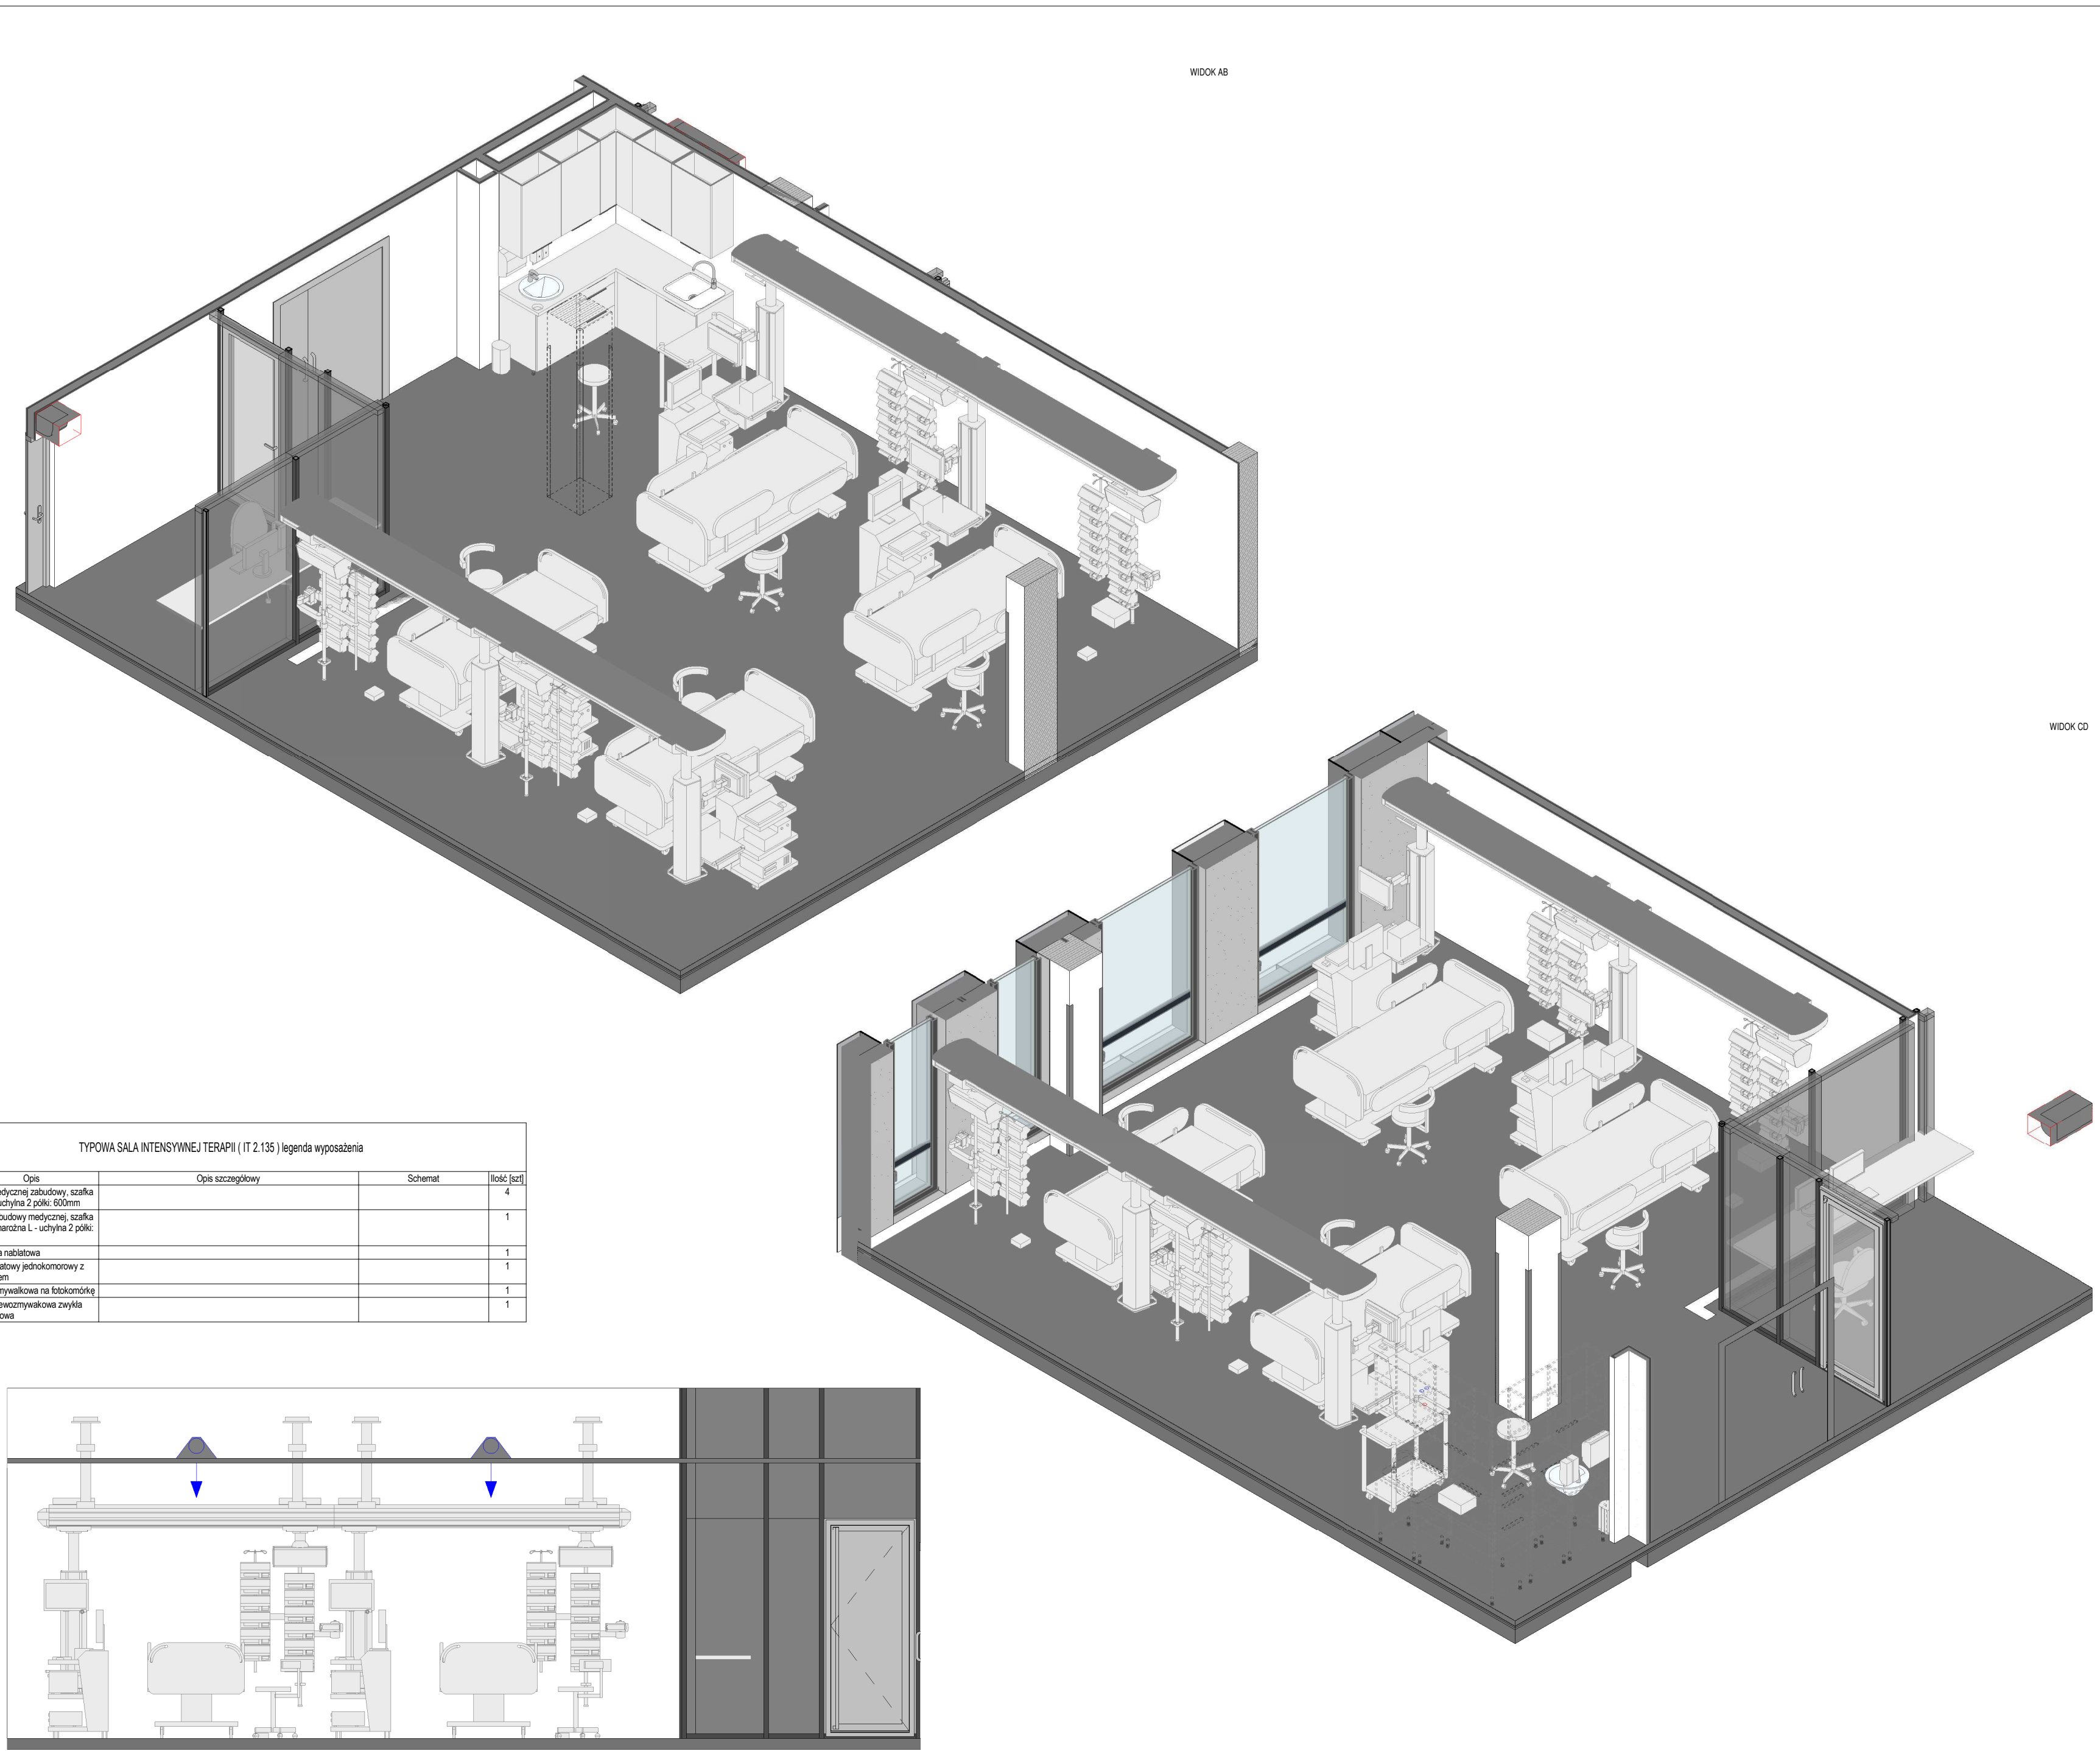 WIDOK AB
WIDOK CD
TYPOWA SALA INTENSYWNEJ TERAPII ( IT 2.135 ) legenda wyposażenia
Opis Opis szczegółowy Schemat Ilość [szt]
edycznej zabudowy, szafka 4
uchylna 2 półki: 600mm
budowy medycznej, szafka 1
narożna L - uchylna 2 półki:
a nablatowa 1
atowy jednokomorowy z 1
em
mywalkowa na fotokomórkę 1
ewozmywakowa zwykła 1
owa